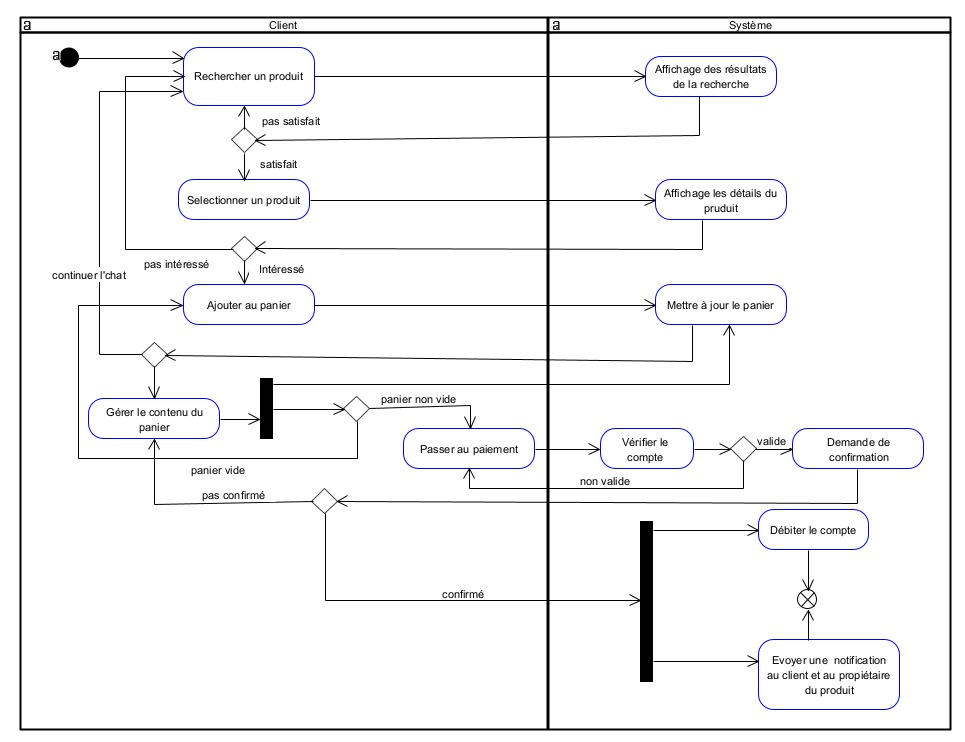 a
Client
a
Système
a
Rechercher un produit
Affichage des résultats
de la recherche
pas satisfait
satisfait
Selectionner un produit
Affichage les détails du
pruduit
pas intéréssé
Intéréssé
continuer l'chat
Ajouter au panier
Mettre à jour le panier
Gérer le contenu du
panier
panier non vide
Passer au paiement
Vérifier le
compte
valide
Demande de
confirmation
panier vide
non valide
pas confirmé
Débiter le compte
confirmé
Evoyer une notification
au client et au propiétaire
du produit